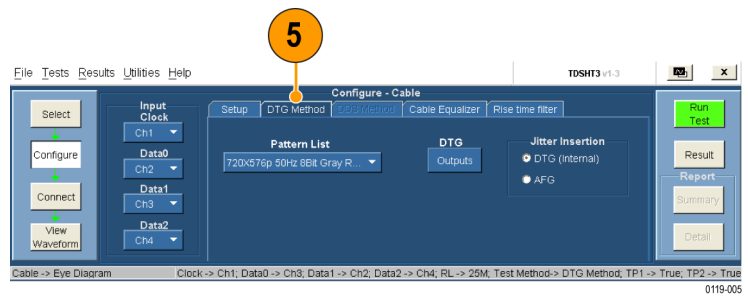 5
File Tests Results Utilities Help
TDSHT3 v1-3
x
Configure - Cable
Select
Configure
Connect
View
Waveform
Input
Clock
Ch1
Data0
Ch2
Data1
Ch3
Data2
Ch4
Setup DTG Method DDS Method Cable Equalizer Rise time filter
Pattern List
720X576p 50Hz 8Bit Gray R...
DTG
Outputs
Jitter Insertion
DTG (Internal)
AFG
Run
Test
Result
Report
Summary
Detail
Cable -> Eye Diagram Clock -> Ch1; Data0 -> Ch3; Data1 -> Ch2; Data2 -> Ch4; RL -> 25M; Test Method-> DTG Method; TP1 -> True; TP2 -> True
0119-005